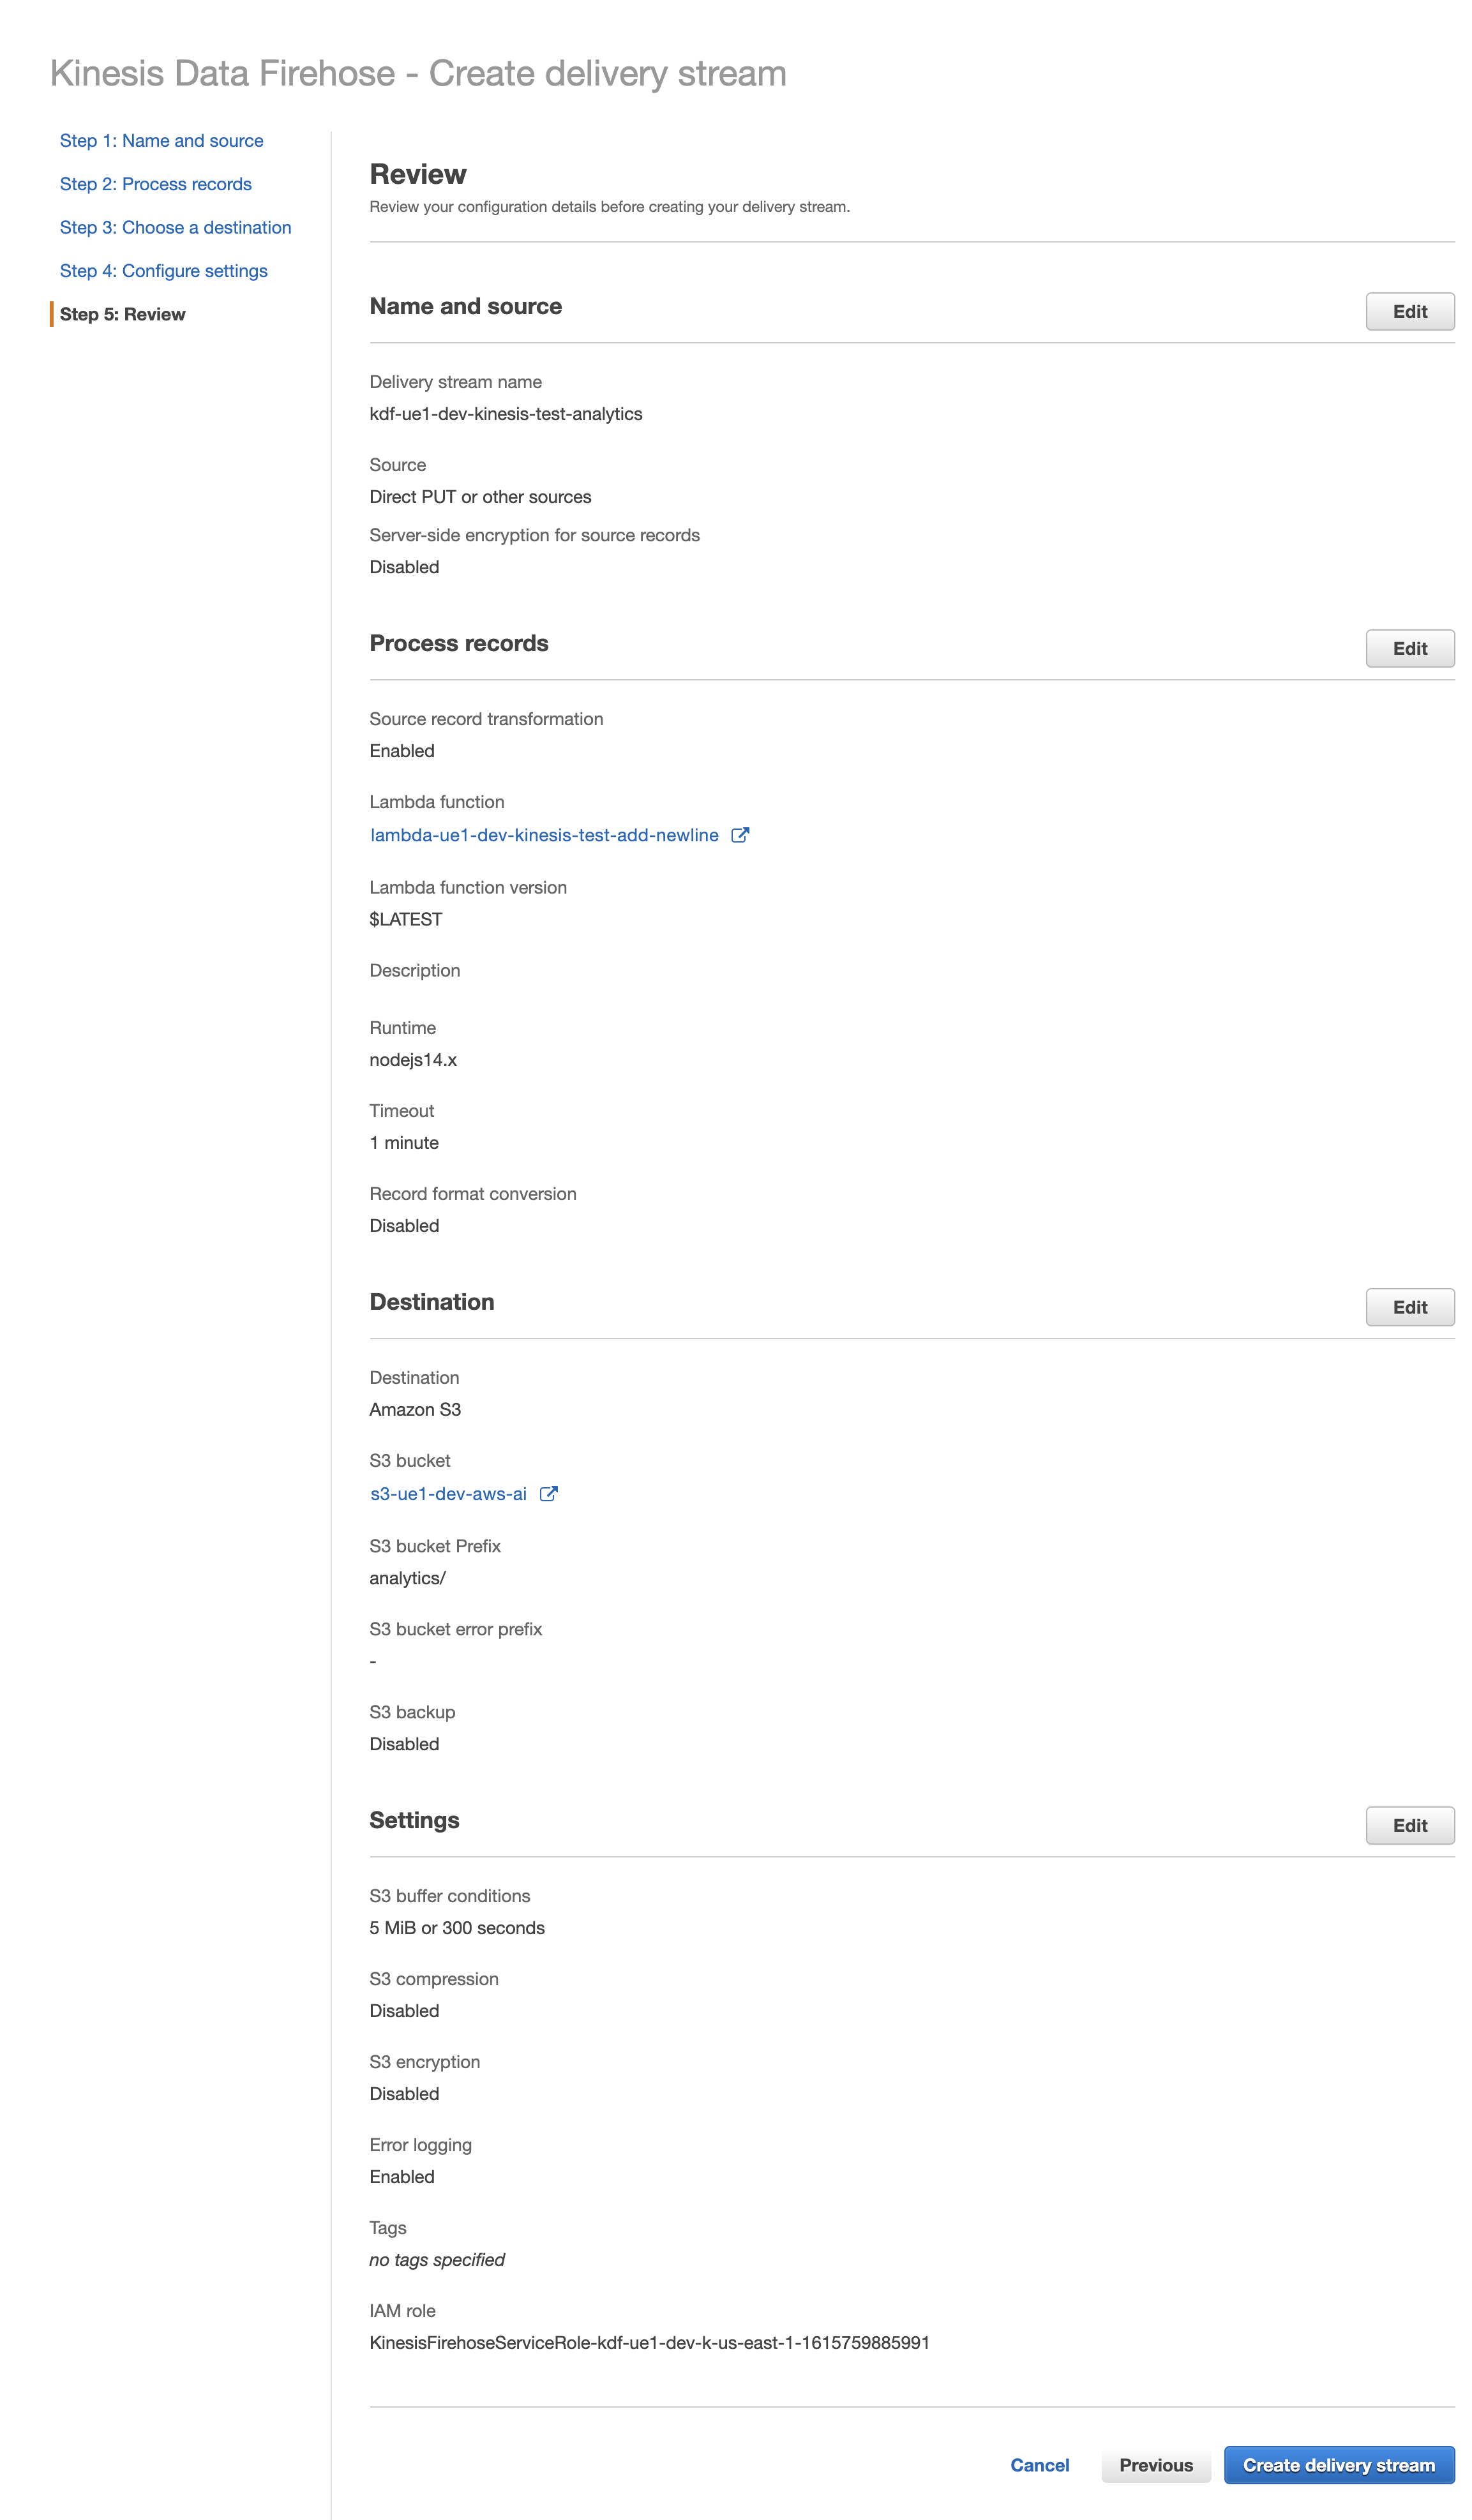 Kinesis Data Firehose - Create delivery stream
Step 1: Name and source
Step 2: Process records
Step 3: Choose a destination
Step 4: Configure settings
Step 5: Review
Review
Review your configuration details before creating your delivery stream.
Name and source
Edit
Delivery stream name
kdf-ue1-dev-kinesis-test-analytics
Source
Direct PUT or other sources
Server-side encryption for source records
Disabled
Process records
Edit
Source record transformation
Enabled
Lambda function
lambda-ue1-dev-kinesis-test-add-newline
Lambda function version
$LATEST
Description
Runtime
nodejs14.x
Timeout
1 minute
Record format conversion
Disabled
Destination
Edit
Destination
Amazon S3
S3 bucket
s3-ue1-dev-aws-ai
S3 bucket Prefix
analytics/
S3 bucket error prefix
-
S3 backup
Disabled
Settings
Edit
S3 buffer conditions
5 MiB or 300 seconds
S3 compression
Disabled
S3 encryption
Disabled
Error logging
Enabled
Tags
no tags specified
IAM role
KinesisFirehoseServiceRole-kdf-ue1-dev-k-us-east-1-1615759885991
Cancel
Previous
Create delivery stream